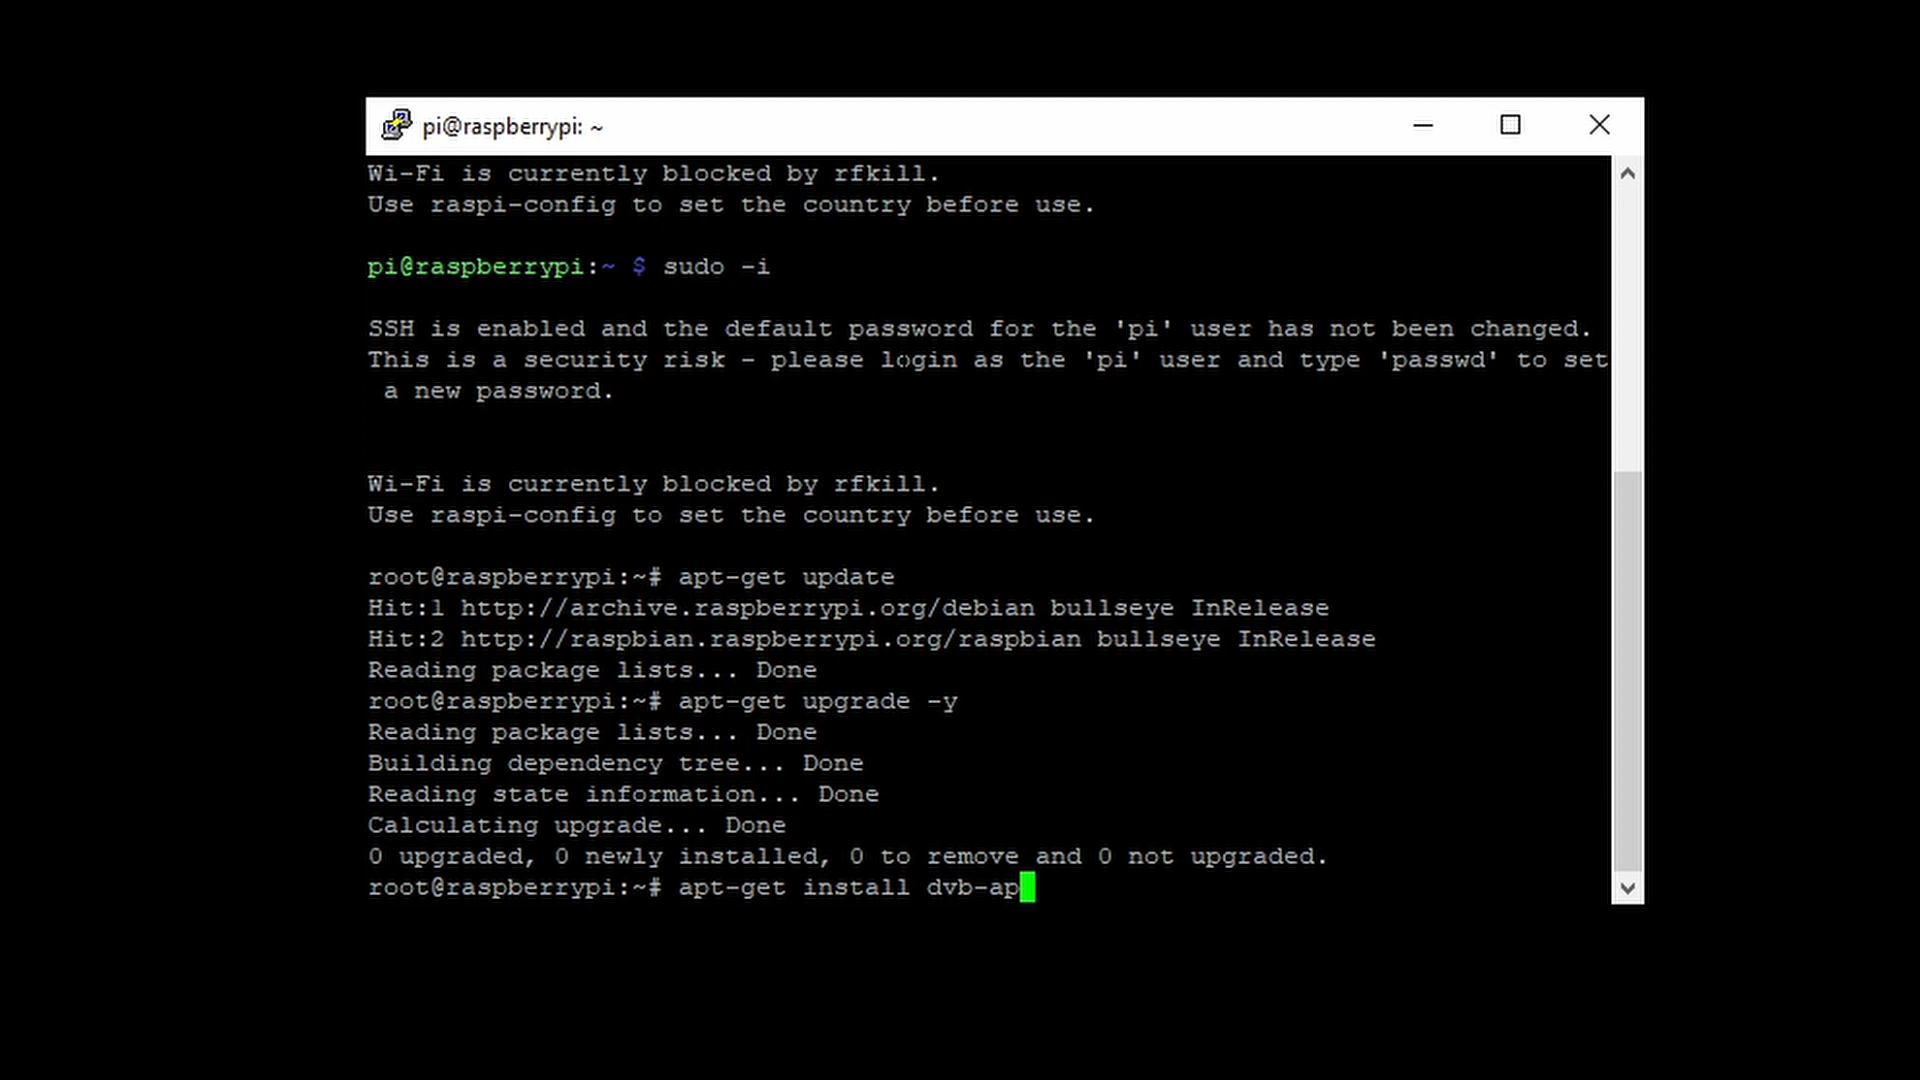 pi@raspberrypi: ~
Wi-Fi is currently blocked by rfkill.
Use raspi-config to set the country before use.
pi@raspberrypi:~ $ sudo -i
SSH is enabled and the default password for the 'pi' user has not been changed.
This is a security risk - please login as the 'pi' user and type 'passwd' to set
a new password.
Wi-Fi is currently blocked by rfkill.
Use raspi-config to set the country before use.
root@raspberrypi:~# apt-get update
Hit:1 http://archive.raspberrypi.org/debian bullseye InRelease
Hit:2 http://raspbian.raspberrypi.org/raspbian bullseye InRelease
Reading package lists... Done
root@raspberrypi:~# apt-get upgrade -y
Reading package lists... Done
Building dependency tree... Done
Reading state information... Done
Calculating upgrade... Done
0 upgraded, 0 newly installed, 0 to remove and 0 not upgraded.
root@raspberrypi:~# apt-get install dvb-ap